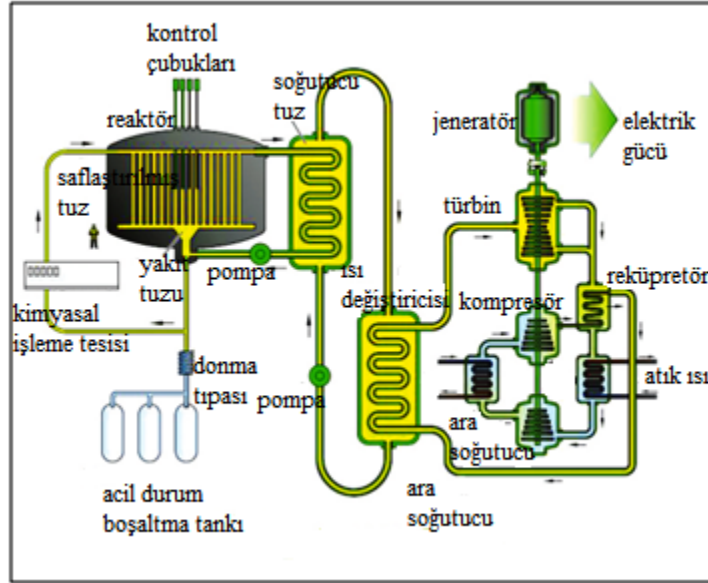 kontrol
çubukları
reaktör
soğutucu
tuz
jeneratör
elektrik
gücü
saflaştırılmış
tuz
türbin
yakıt
tuzu
pompa
ısı
değiştiricisi
kompresör
reküpretör
kimyasal
işleme tesisi
donma
tıpası
pompa
atık ısı
ara
soğutucu
acil durum
boşaltma tankı
ara
soğutucu